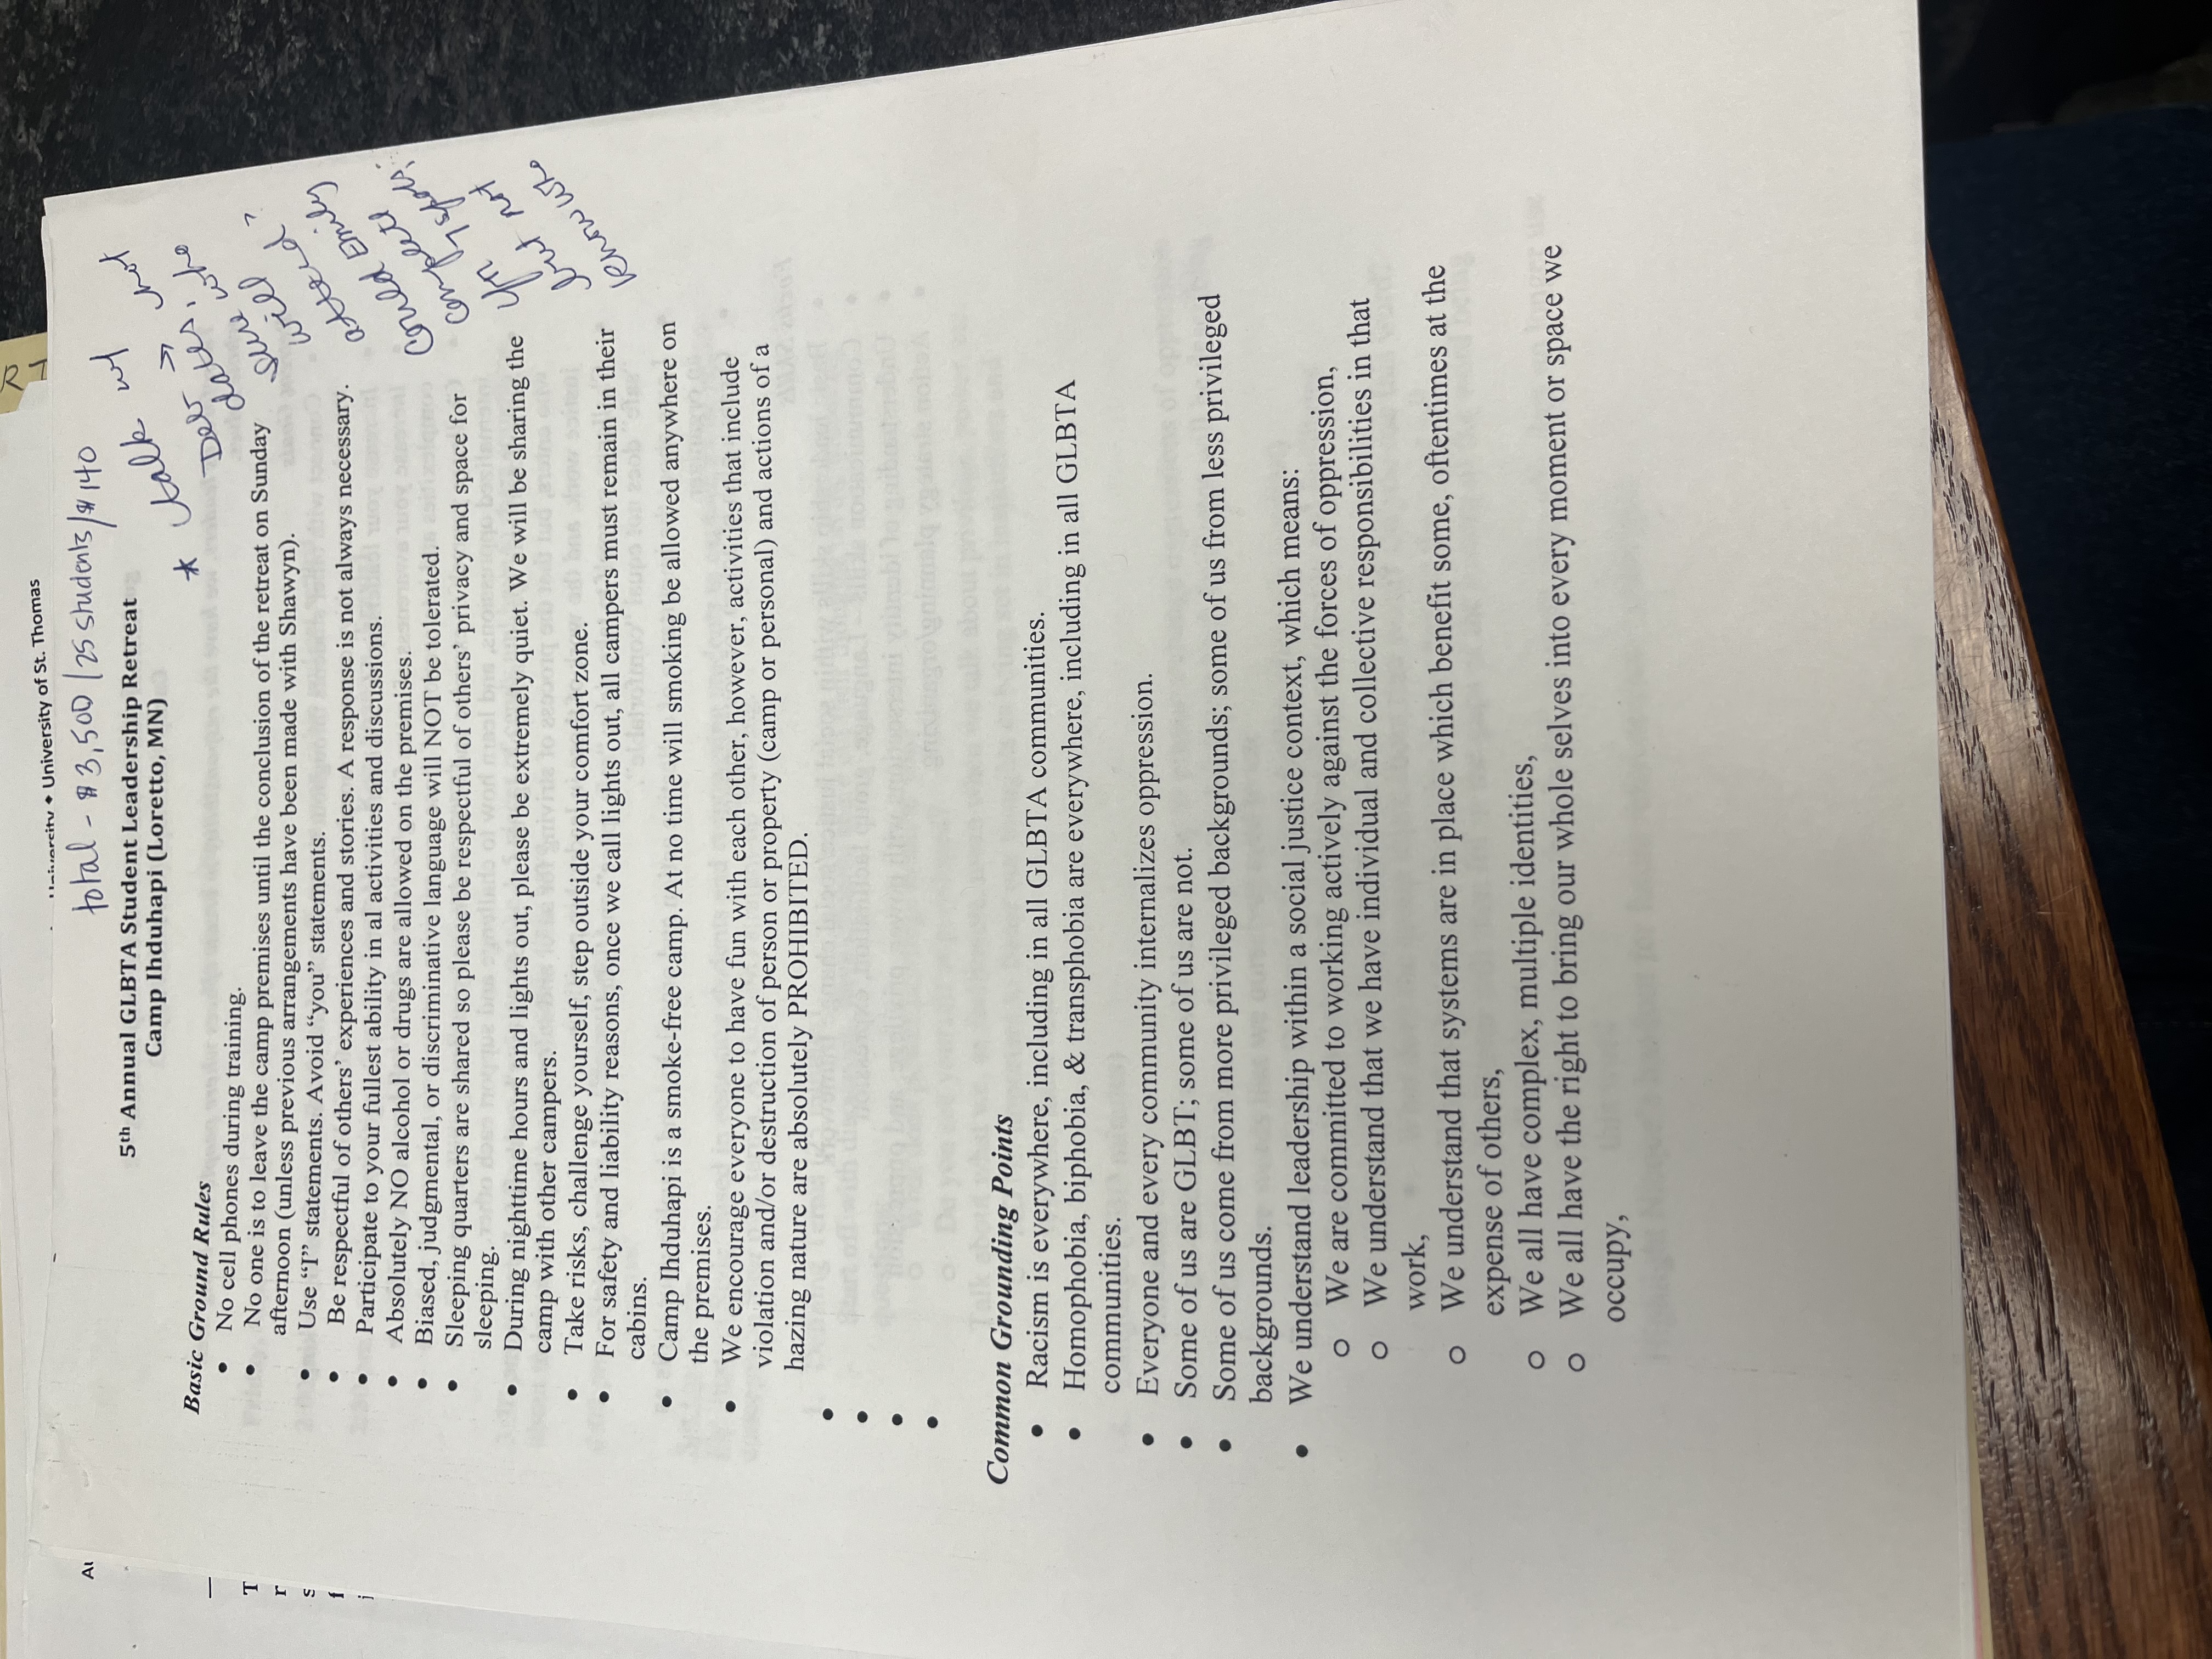 University ◆ University of St. Thomas
total - $3,500 / 25 students / $140
5th Annual GLBTA Student Leadership Retreat
Camp Ihduhapi (Loretto, MN)
* talk w/
Deb →
dates, not
sure who
will
attend?
Could Emily
complete
for 7 spots,
but not
know who
Basic Ground Rules
• No cell phones during training.
• No one is to leave the camp premises until the conclusion of the retreat on Sunday
afternoon (unless previous arrangements have been made with Shawyn).
• Use “I” statements. Avoid “you” statements.
• Be respectful of others’ experiences and stories. A response is not always necessary.
• Participate to your fullest ability in al activities and discussions.
• Absolutely NO alcohol or drugs are allowed on the premises.
• Biased, judgmental, or discriminative language will NOT be tolerated.
• Sleeping quarters are shared so please be respectful of others’ privacy and space for
sleeping.
• During nighttime hours and lights out, please be extremely quiet. We will be sharing the
camp with other campers.
• Take risks, challenge yourself, step outside your comfort zone.
• For safety and liability reasons, once we call lights out, all campers must remain in their
cabins.
• Camp Ihduhapi is a smoke-free camp. At no time will smoking be allowed anywhere on
the premises.
• We encourage everyone to have fun with each other, however, activities that include
violation and/or destruction of person or property (camp or personal) and actions of a
hazing nature are absolutely PROHIBITED.
•
•
•
•
Common Grounding Points
• Racism is everywhere, including in all GLBTA communities.
• Homophobia, biphobia, & transphobia are everywhere, including in all GLBTA
communities.
• Everyone and every community internalizes oppression.
• Some of us are GLBT; some of us are not.
• Some of us come from more privileged backgrounds; some of us from less privileged
backgrounds.
• We understand leadership within a social justice context, which means:
o We are committed to working actively against the forces of oppression,
o We understand that we have individual and collective responsibilities in that
work,
o We understand that systems are in place which benefit some, oftentimes at the
expense of others,
o We all have complex, multiple identities,
o We all have the right to bring our whole selves into every moment or space we
occupy,